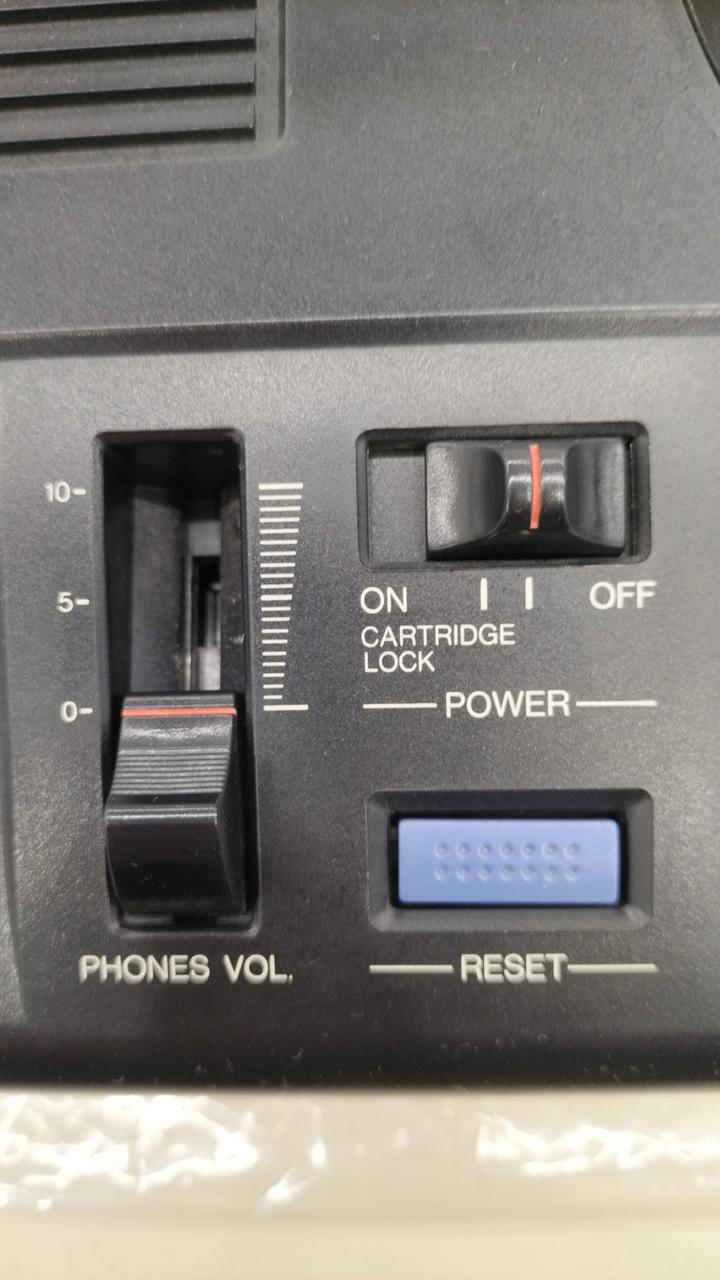 10-
5-
0-
PHONES VOL.
ON OFF
CARTRIDGE
LOCK
POWER
RESET